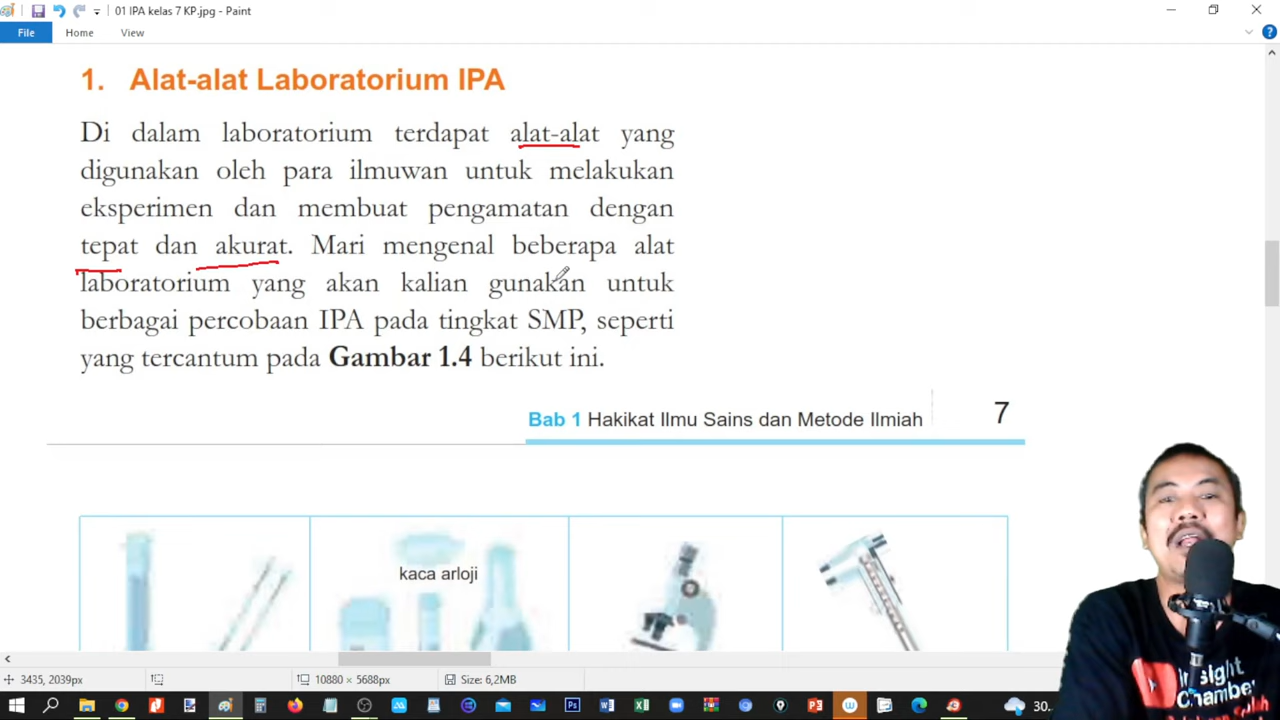 01 IPA kelas 7 KP.jpg - Paint
File Home View
1. Alat-alat Laboratorium IPA
Di dalam laboratorium terdapat alat-alat yang
digunakan oleh para ilmuwan untuk melakukan
eksperimen dan membuat pengamatan dengan
tepat dan akurat. Mari mengenal beberapa alat
laboratorium yang akan kalian gunakan untuk
berbagai percobaan IPA pada tingkat SMP, seperti
yang tercantum pada Gambar 1.4 berikut ini.
Bab 1 Hakikat Ilmu Sains dan Metode Ilmiah 7
kaca arloji
Insight
Chamber
3435, 2039px 10880 × 5688px Size: 6,2MB
30..